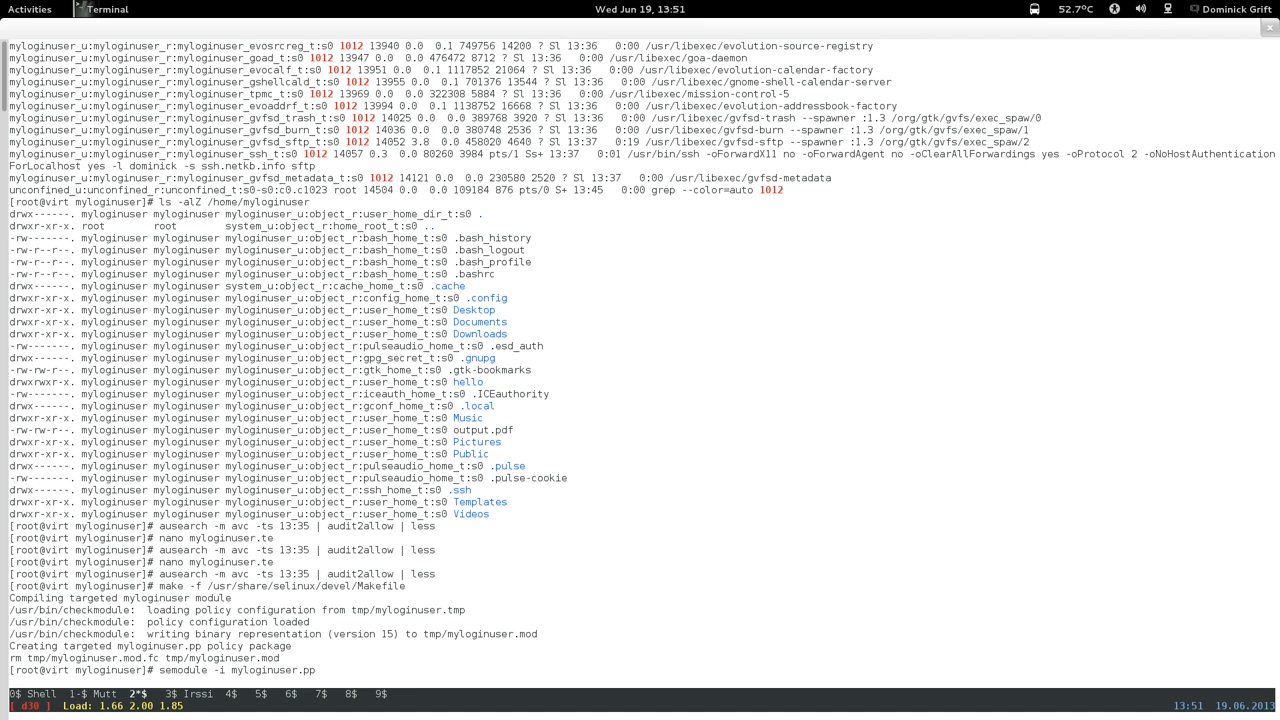 Activities Terminal Wed Jun 19, 13:51 52.7°C Dominick Grift
myloginuser_u:myloginuser_r:myloginuser_evosrcreg_t:s0 1012 13940 0.0  0.1 749756 14200 ? Sl 13:36   0:00 /usr/libexec/evolution-source-registry
myloginuser_u:myloginuser_r:myloginuser_goad_t:s0 1012 13947 0.0  0.0 476472 8712 ? Sl 13:36   0:00 /usr/libexec/goa-daemon
myloginuser_u:myloginuser_r:myloginuser_evocalf_t:s0 1012 13951 0.0  0.1 1117852 21064 ? Sl 13:36   0:00 /usr/libexec/evolution-calendar-factory
myloginuser_u:myloginuser_r:myloginuser_gshellcald_t:s0 1012 13955 0.0  0.1 701376 13544 ? Sl 13:36   0:00 /usr/libexec/gnome-shell-calendar-server
myloginuser_u:myloginuser_r:myloginuser_tpmc_t:s0 1012 13969 0.0  0.0 322308 5884 ? Sl 13:36   0:00 /usr/libexec/mission-control-5
myloginuser_u:myloginuser_r:myloginuser_evoaddrf_t:s0 1012 13994 0.0  0.1 1138752 16668 ? Sl 13:36   0:00 /usr/libexec/evolution-addressbook-factory
myloginuser_u:myloginuser_r:myloginuser_gvfsd_trash_t:s0 1012 14025 0.0  0.0 389768 3920 ? Sl 13:36   0:00 /usr/libexec/gvfsd-trash --spawner :1.3 /org/gtk/gvfs/exec_spaw/0
myloginuser_u:myloginuser_r:myloginuser_gvfsd_burn_t:s0 1012 14036 0.0  0.0 380748 2536 ? Sl 13:36   0:00 /usr/libexec/gvfsd-burn --spawner :1.3 /org/gtk/gvfs/exec_spaw/1
myloginuser_u:myloginuser_r:myloginuser_gvfsd_sftp_t:s0 1012 14052 3.8  0.0 458020 4640 ? Sl 13:37   0:19 /usr/libexec/gvfsd-sftp --spawner :1.3 /org/gtk/gvfs/exec_spaw/2
myloginuser_u:myloginuser_r:myloginuser_ssh_t:s0 1012 14057 0.3  0.0 80260 3984 pts/1 Ss+ 13:37   0:01 /usr/bin/ssh -oForwardX11 no -oForwardAgent no -oClearAllForwardings yes -oProtocol 2 -oNoHostAuthentication
ForLocalhost yes -l dominick -s ssh.netkb.info sftp
myloginuser_u:myloginuser_r:myloginuser_gvfsd_metadata_t:s0 1012 14121 0.0  0.0 230580 2520 ? Sl 13:37   0:00 /usr/libexec/gvfsd-metadata
unconfined_u:unconfined_r:unconfined_t:s0-s0:c0.c1023 root 14504 0.0  0.0 109184 876 pts/0 S+ 13:45   0:00 grep --color=auto 1012
[root@virt myloginuser]# ls -alZ /home/myloginuser
drwx------. myloginuser myloginuser myloginuser_u:object_r:user_home_dir_t:s0 .
drwxr-xr-x. root        root        system_u:object_r:home_root_t:s0 ..
-rw-------. myloginuser myloginuser myloginuser_u:object_r:bash_home_t:s0 .bash_history
-rw-r--r--. myloginuser myloginuser myloginuser_u:object_r:bash_home_t:s0 .bash_logout
-rw-r--r--. myloginuser myloginuser myloginuser_u:object_r:bash_home_t:s0 .bash_profile
-rw-r--r--. myloginuser myloginuser myloginuser_u:object_r:bash_home_t:s0 .bashrc
drwx------. myloginuser myloginuser system_u:object_r:cache_home_t:s0 .cache
drwxr-xr-x. myloginuser myloginuser myloginuser_u:object_r:config_home_t:s0 .config
drwxr-xr-x. myloginuser myloginuser myloginuser_u:object_r:user_home_t:s0 Desktop
drwxr-xr-x. myloginuser myloginuser myloginuser_u:object_r:user_home_t:s0 Documents
drwxr-xr-x. myloginuser myloginuser myloginuser_u:object_r:user_home_t:s0 Downloads
-rw-------. myloginuser myloginuser myloginuser_u:object_r:pulseaudio_home_t:s0 .esd_auth
drwx------. myloginuser myloginuser myloginuser_u:object_r:gpg_secret_t:s0 .gnupg
-rw-rw-r--. myloginuser myloginuser myloginuser_u:object_r:gtk_home_t:s0 .gtk-bookmarks
drwxrwxr-x. myloginuser myloginuser myloginuser_u:object_r:user_home_t:s0 hello
-rw-------. myloginuser myloginuser myloginuser_u:object_r:iceauth_home_t:s0 .ICEauthority
drwx------. myloginuser myloginuser myloginuser_u:object_r:gconf_home_t:s0 .local
drwxr-xr-x. myloginuser myloginuser myloginuser_u:object_r:user_home_t:s0 Music
-rw-rw-r--. myloginuser myloginuser myloginuser_u:object_r:user_home_t:s0 output.pdf
drwxr-xr-x. myloginuser myloginuser myloginuser_u:object_r:user_home_t:s0 Pictures
drwxr-xr-x. myloginuser myloginuser myloginuser_u:object_r:user_home_t:s0 Public
drwx------. myloginuser myloginuser myloginuser_u:object_r:pulseaudio_home_t:s0 .pulse
-rw-------. myloginuser myloginuser myloginuser_u:object_r:pulseaudio_home_t:s0 .pulse-cookie
drwx------. myloginuser myloginuser myloginuser_u:object_r:ssh_home_t:s0 .ssh
drwxr-xr-x. myloginuser myloginuser myloginuser_u:object_r:user_home_t:s0 Templates
drwxr-xr-x. myloginuser myloginuser myloginuser_u:object_r:user_home_t:s0 Videos
[root@virt myloginuser]# ausearch -m avc -ts 13:35 | audit2allow | less
[root@virt myloginuser]# nano myloginuser.te
[root@virt myloginuser]# ausearch -m avc -ts 13:35 | audit2allow | less
[root@virt myloginuser]# nano myloginuser.te
[root@virt myloginuser]# ausearch -m avc -ts 13:35 | audit2allow | less
[root@virt myloginuser]# make -f /usr/share/selinux/devel/Makefile
Compiling targeted myloginuser module
/usr/bin/checkmodule:  loading policy configuration from tmp/myloginuser.tmp
/usr/bin/checkmodule:  policy configuration loaded
/usr/bin/checkmodule:  writing binary representation (version 15) to tmp/myloginuser.mod
Creating targeted myloginuser.pp policy package
rm tmp/myloginuser.mod.fc tmp/myloginuser.mod
[root@virt myloginuser]# semodule -i myloginuser.pp
0$ Shell  1-$ Mutt  2*$  3$ Irssi  4$  5$  6$  7$  8$  9$
[ d30 ]  Load: 1.66 2.00 1.85 13:51  19.06.2013